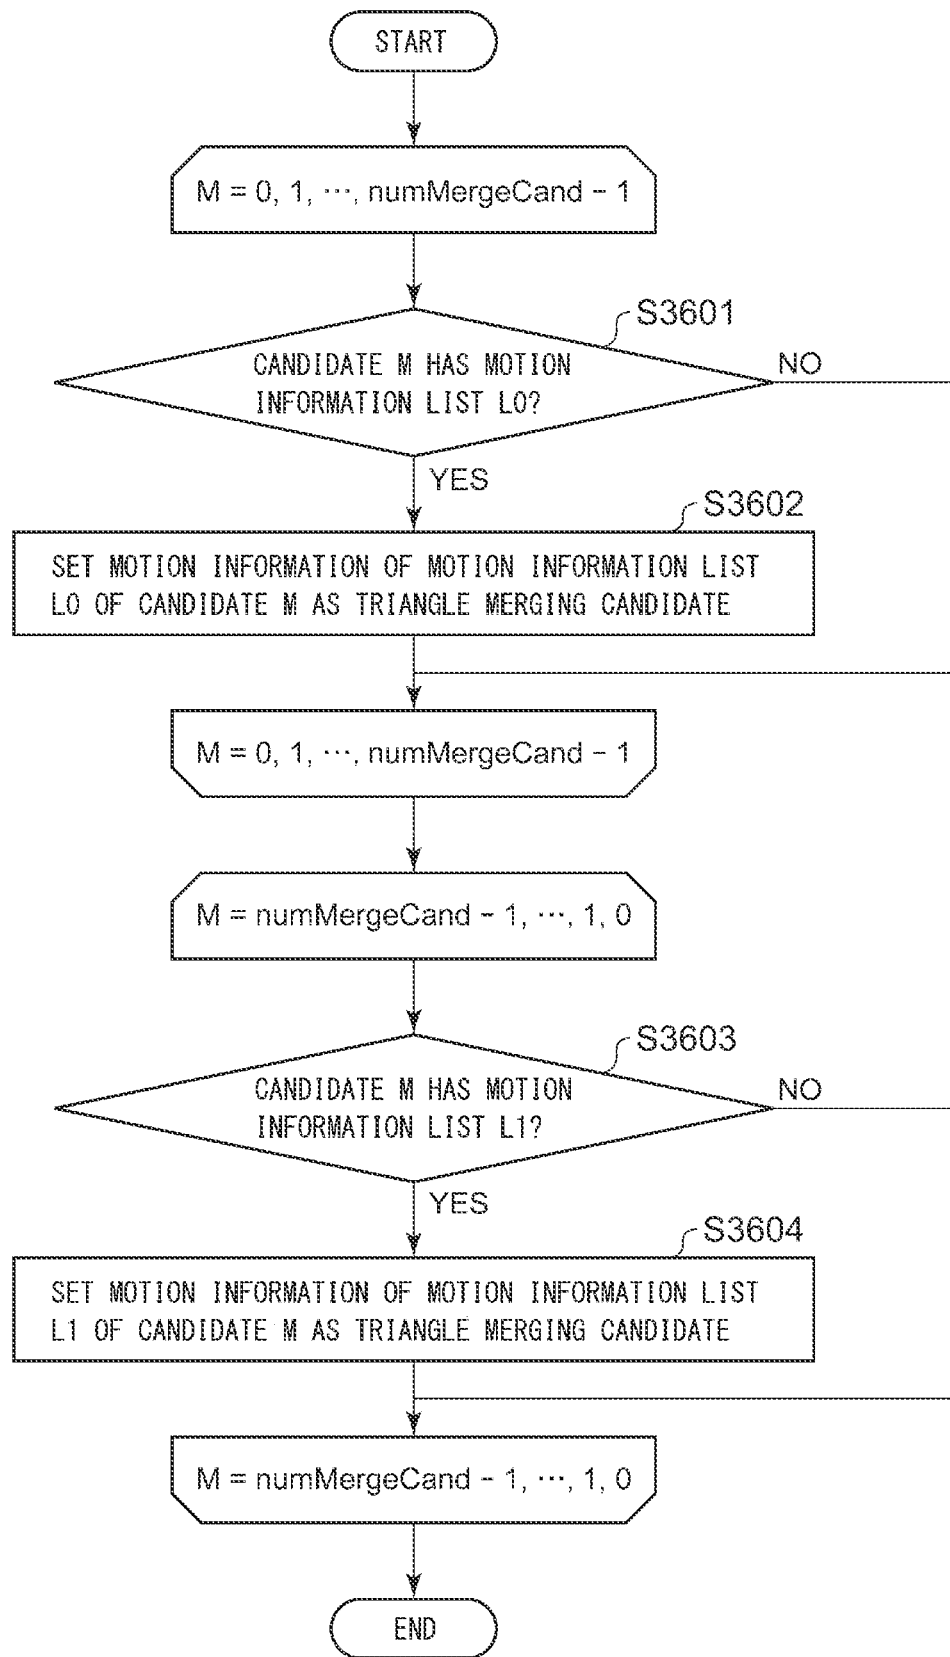 START
M = 0, 1, ···, numMergeCand - 1
S3601
CANDIDATE M HAS MOTION
INFORMATION LIST L0?
NO
YES
S3602
SET MOTION INFORMATION OF MOTION INFORMATION LIST
L0 OF CANDIDATE M AS TRIANGLE MERGING CANDIDATE
M = 0, 1, ···, numMergeCand - 1
M = numMergeCand - 1, ···, 1, 0
S3603
CANDIDATE M HAS MOTION
INFORMATION LIST L1?
NO
YES
S3604
SET MOTION INFORMATION OF MOTION INFORMATION LIST
L1 OF CANDIDATE M AS TRIANGLE MERGING CANDIDATE
M = numMergeCand - 1, ···, 1, 0
END